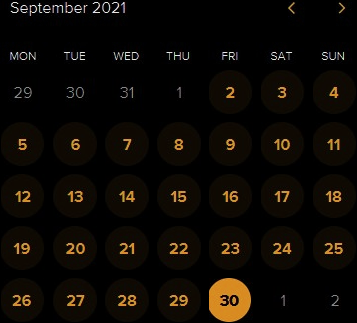 September 2021
MON TUE WED THU FRI SAT SUN
29 30 31 1 2 3 4
5 6 7 8 9 10 11
12 13 14 15 16 17 18
19 20 21 22 23 24 25
26 27 28 29 30 1 2